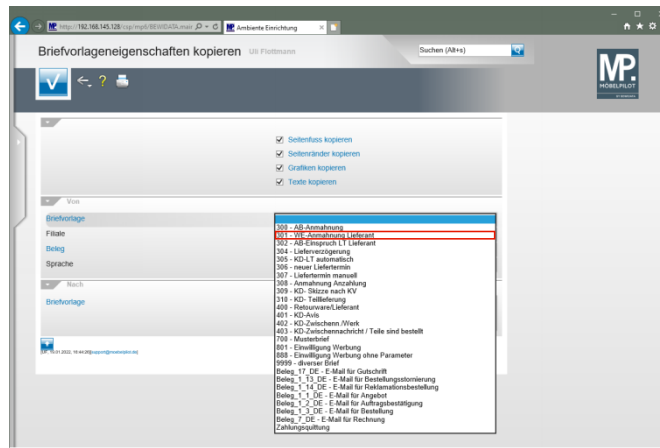 http://192.168.145.128/csp/mpll/BEWIDATA.mair
Ambiente Einrichtung
Briefvorlageneigenschaften kopieren Uli Flottmann
Suchen (Alt+s)
MP.
MÖBELPILOT
Seitenfuss kopieren
Seitenränder kopieren
Grafiken kopieren
Texte kopieren
Von
Briefvorlage
Filiale
Beleg
Sprache
Nach
Briefvorlage
300 - AB-Anmahnung
301 - WE-Anmahnung Lieferant
302 - AB-Einspruch LT Lieferant
304 - Lieferverzögerung
305 - KD-LT automatisch
306 - neuer Liefertermin
307 - Liefertermin manuell
308 - Anmahnung Anzahlung
309 - KD- Skizze nach KV
310 - KD- Teillieferung
400 - Retourware/Lieferant
401 - KD-Avis
402 - KD-Zwischenn./Werk
403 - KD-Zwischennachricht / Teile sind bestellt
700 - Musterbrief
801 - Einwilligung Werbung
888 - Einwilligung Werbung ohne Parameter
9999 - diverser Brief
Beleg_17_DE - E-Mail für Gutschrift
Beleg_1_13_DE - E-Mail für Bestellungsstornierung
Beleg_1_14_DE - E-Mail für Reklamationsbestellung
Beleg_1_1_DE - E-Mail für Angebot
Beleg_1_2_DE - E-Mail für Auftragsbestätigung
Beleg_1_3_DE - E-Mail für Bestellung
Beleg_7_DE - E-Mail für Rechnung
Zahlungsquittung